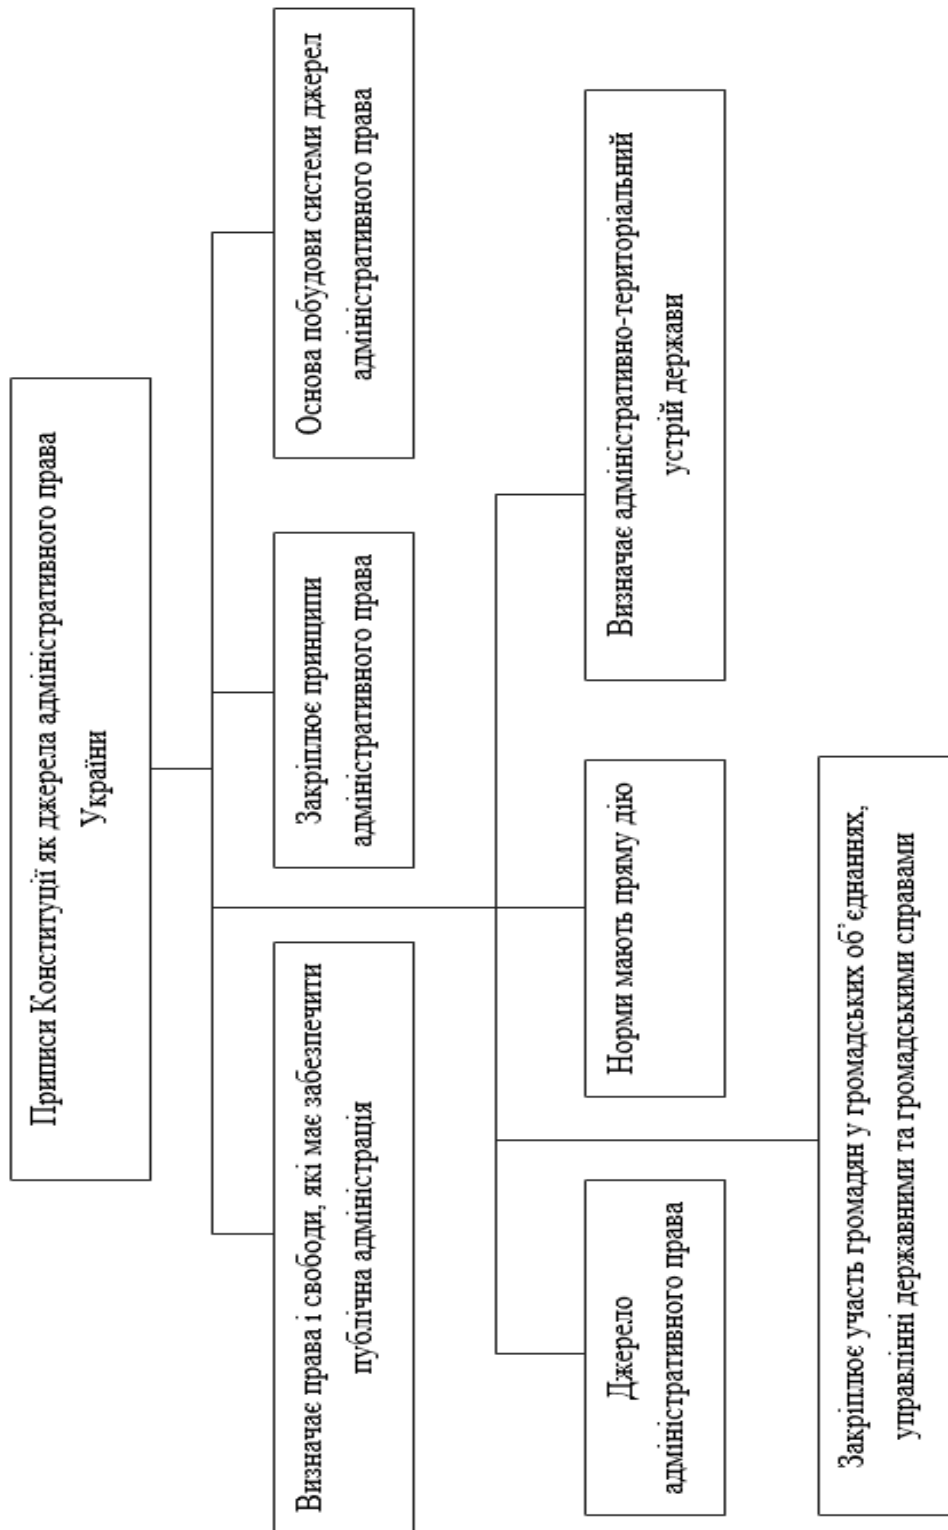 Приписи Конституції як джерела адміністративного права
України
Визначає права і свободи, які має забезпечити
публічна адміністрація
Закріплює принципи
адміністративного права
Основа побудови системи джерел
адміністративного права
Джерело
адміністративного права
Норми мають пряму дію
Визначає адміністративно-територіальний
устрій держави
Закріплює участь громадян у громадських об’єднаннях,
управлінні державними та громадськими справами